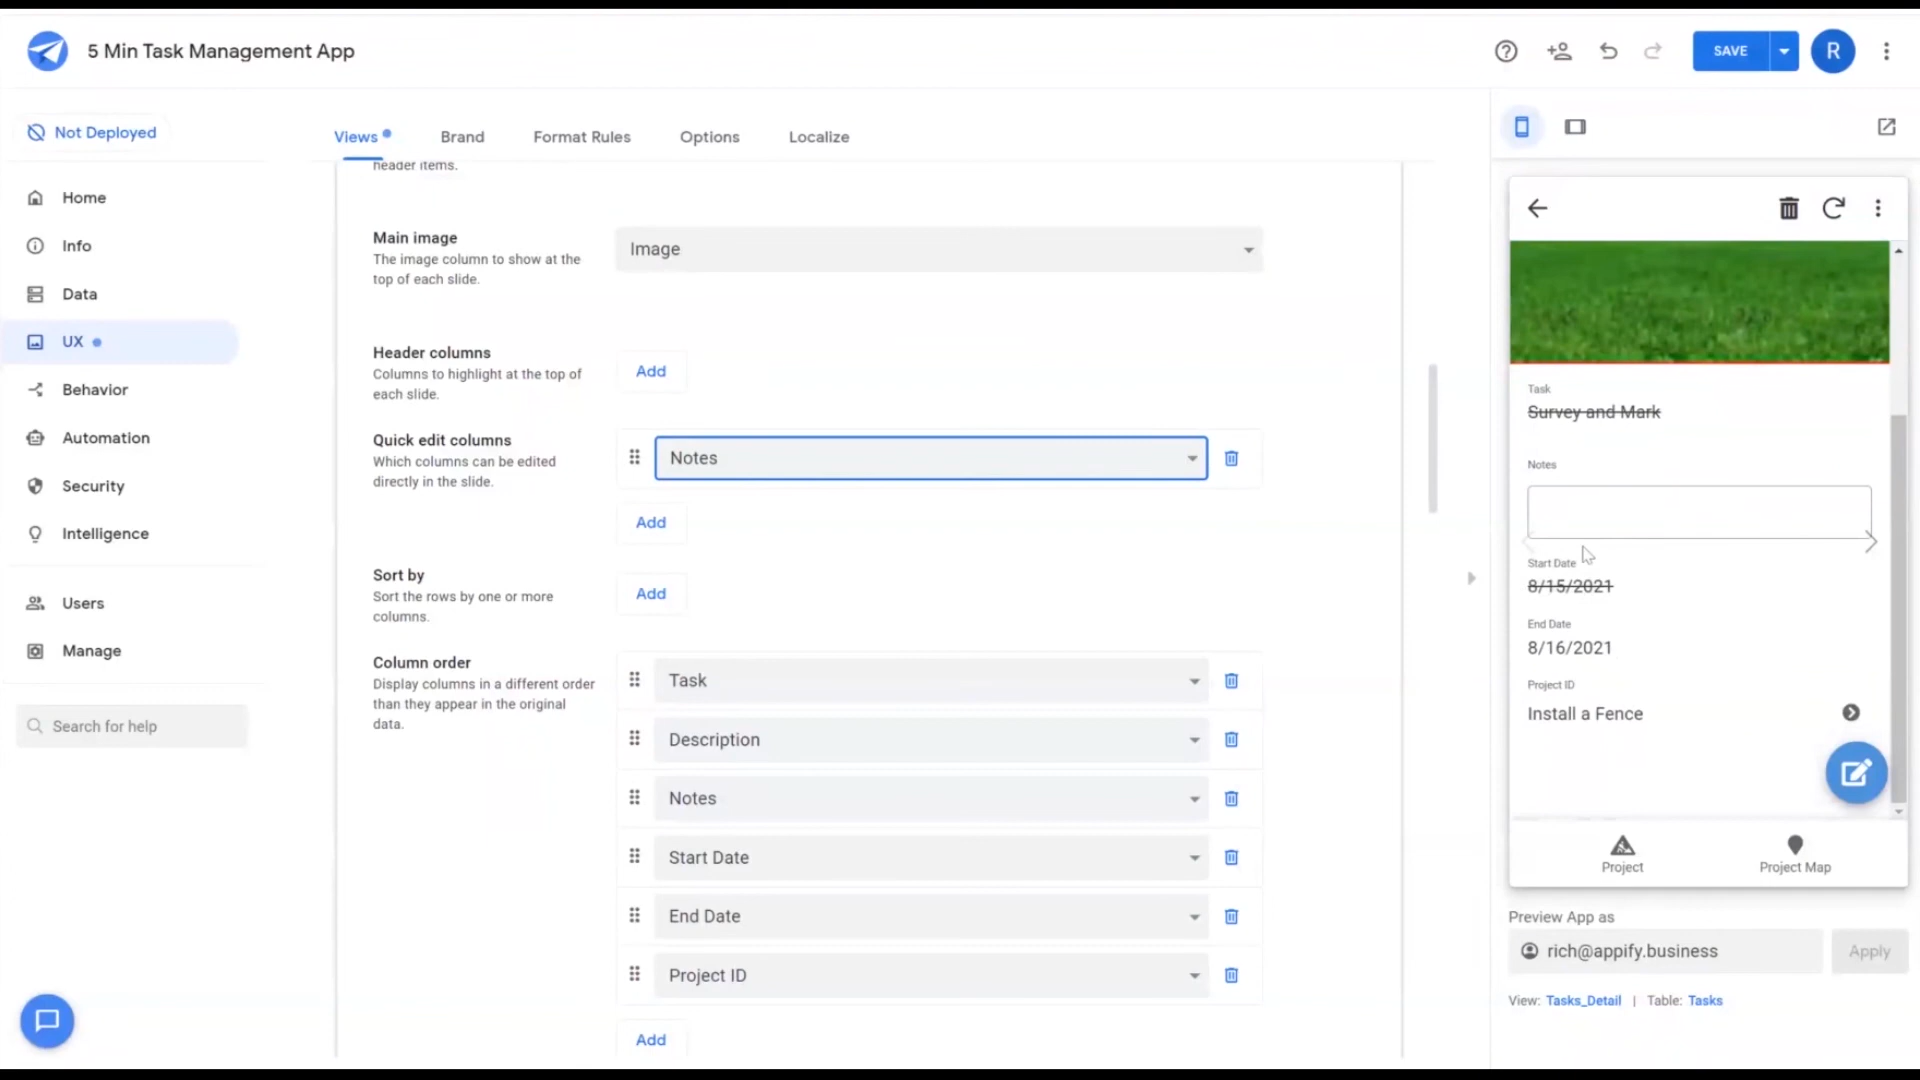 5 Min Task Management App
SAVE
R
Not Deployed
Views
Brand
Format Rules
Options
Localize
Home
Info
Data
UX
Behavior
Automation
Security
Intelligence
Users
Manage
Search for help
header items.
Main image
The image column to show at the
top of each slide.
Image
Header columns
Columns to highlight at the top of
each slide.
Add
Quick edit columns
Which columns can be edited
directly in the slide.
Notes
Add
Sort by
Sort the rows by one or more
columns.
Add
Column order
Display columns in a different order
than they appear in the original
data.
Task
Description
Notes
Start Date
End Date
Project ID
Add
Task
Survey and Mark
Notes
Start Date
8/15/2021
End Date
8/16/2021
Project ID
Install a Fence
Project
Project Map
Preview App as
rich@appify.business
Apply
View: Tasks_Detail | Table: Tasks